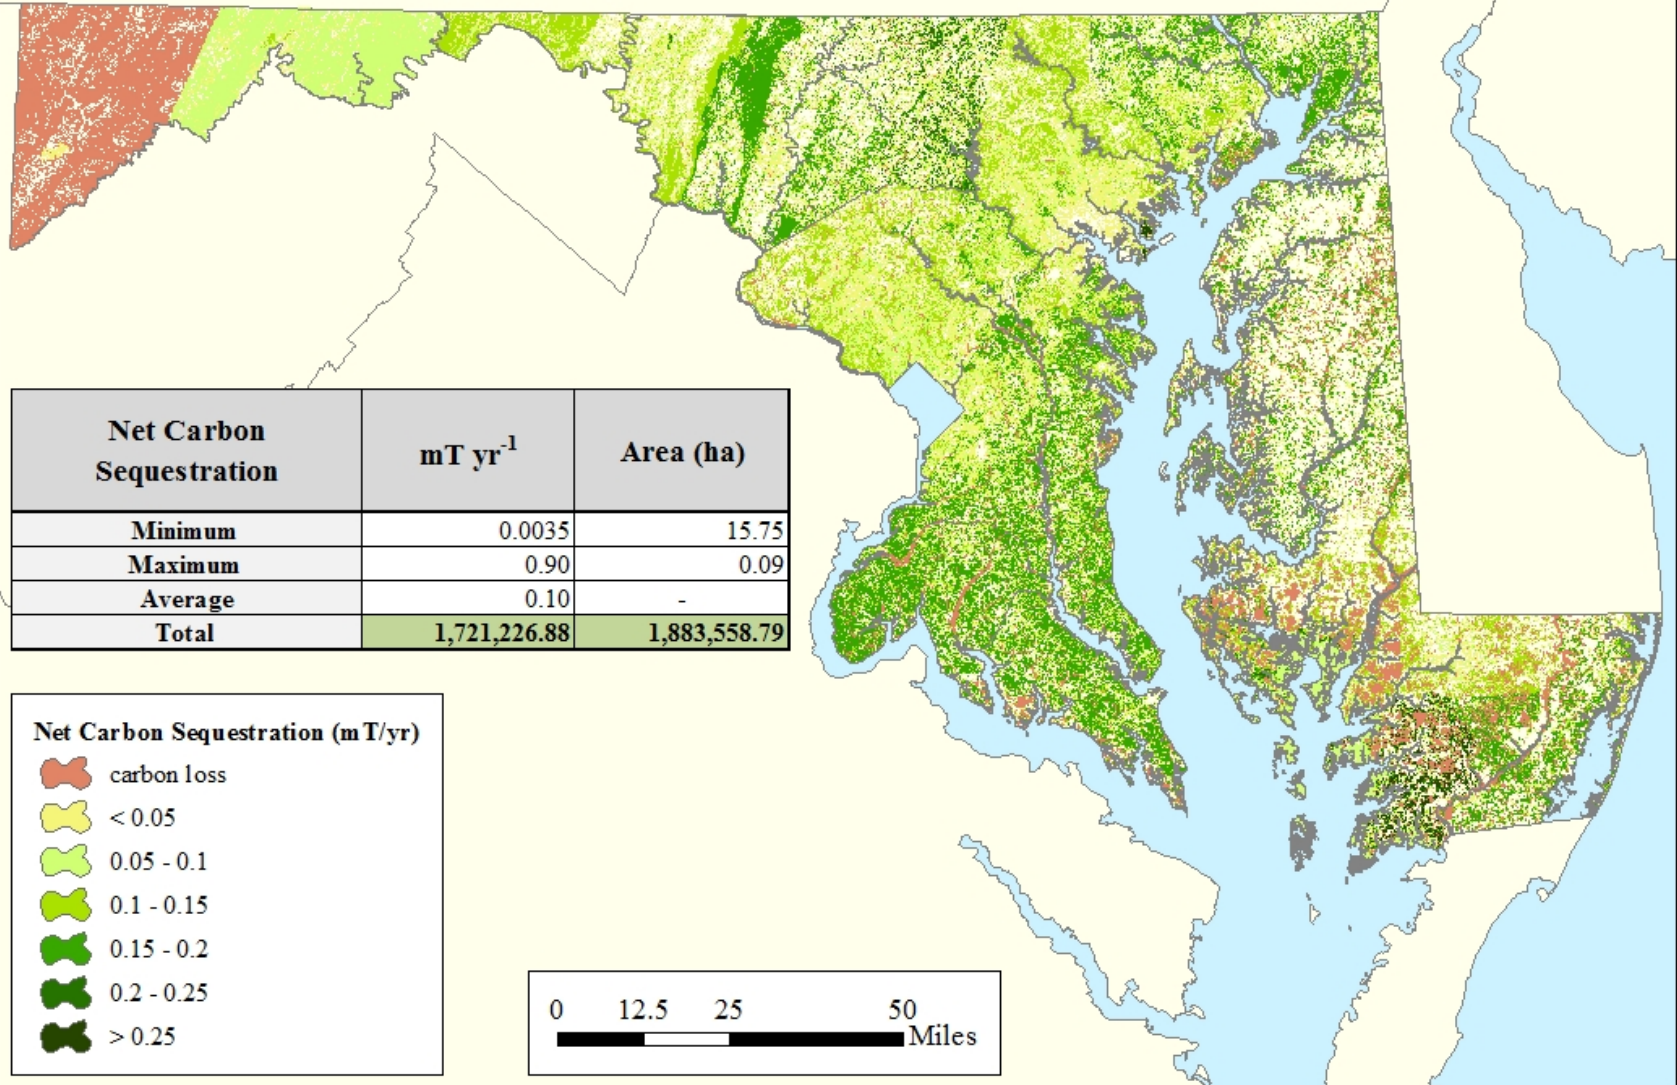 Net Carbon
Sequestration
mT yr-1
Area (ha)
Minimum 0.0035 15.75
Maximum 0.90 0.09
Average 0.10 -
Total 1,721,226.88 1,883,558.79
Net Carbon Sequestration (mT/yr)
carbon loss
< 0.05
0.05 - 0.1
0.1 - 0.15
0.15 - 0.2
0.2 - 0.25
> 0.25
0 12.5 25 50
Miles